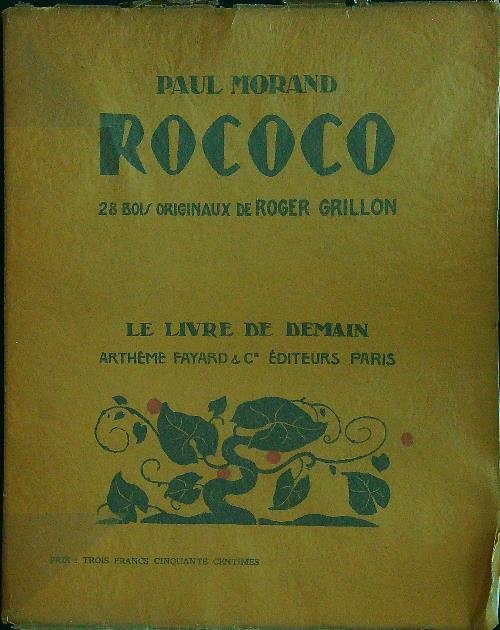 PAUL MORAND
ROCOCO
28 BOIS ORIGINAUX DE ROGER GRILLON
LE LIVRE DE DEMAIN
ARTHÈME FAYARD & Cie ÉDITEURS PARIS
PRIX : TROIS FRANCS CINQUANTE CENTIMES